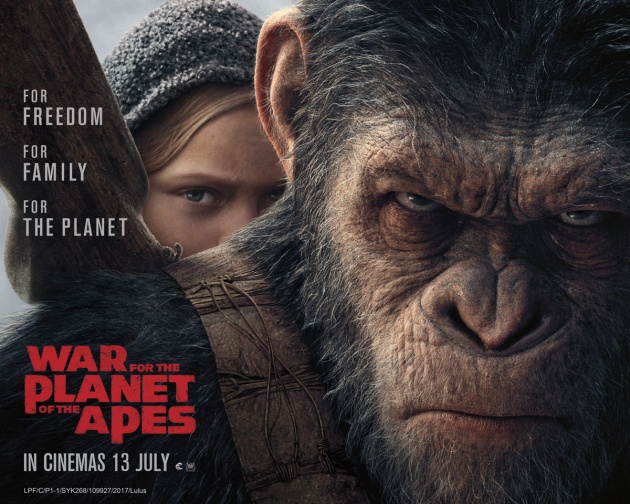 FOR
FREEDOM
FOR
FAMILY
FOR
THE PLANET
WAR FOR THE
PLANET
OF THE APES
IN CINEMAS 13 JULY
LPF/C/P1-1/SYK268/109927/2017/Lulus